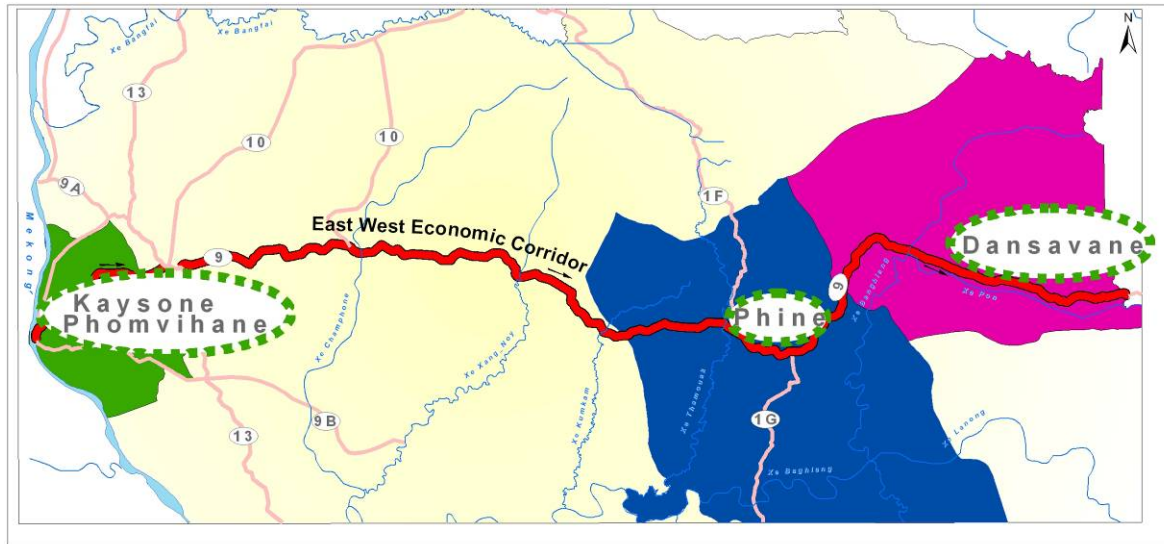 Xe Bangfai
Xe Bangfai
N
13
10
10
9A
1F
Mekong
East West Economic Corridor
9
Dansavane
Kaysone
Phomvihane
Phine
9
Xe Banghiang
Xe Pon
Xe Champhone
Xe Xang-Noy
Xe Kumkam
Xe Thamouak
13
9B
1G
Xe Lanong
Xe Baghiang